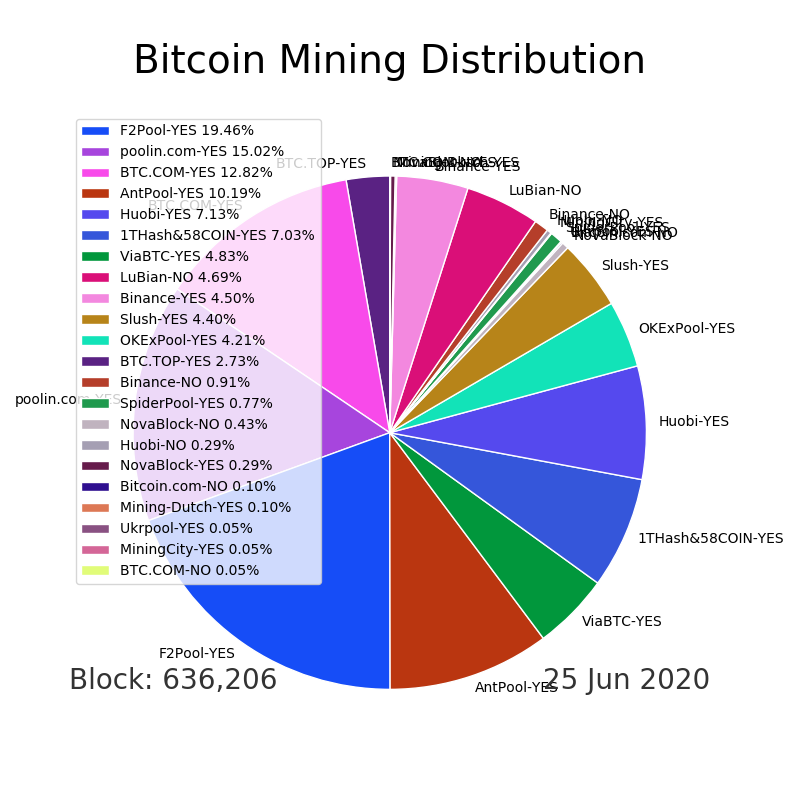 Bitcoin Mining Distribution
F2Pool-YES 19.46%
poolin.com-YES 15.02%
BTC.COM-YES 12.82%
AntPool-YES 10.19%
Huobi-YES 7.13%
1THash&58COIN-YES 7.03%
ViaBTC-YES 4.83%
LuBian-NO 4.69%
Binance-YES 4.50%
Slush-YES 4.40%
OKExPool-YES 4.21%
BTC.TOP-YES 2.73%
Binance-NO 0.91%
SpiderPool-YES 0.77%
NovaBlock-NO 0.43%
Huobi-NO 0.29%
NovaBlock-YES 0.29%
Bitcoin.com-NO 0.10%
Mining-Dutch-YES 0.10%
Ukrpool-YES 0.05%
MiningCity-YES 0.05%
BTC.COM-NO 0.05%
BTC.TOP-YES
BTC.COM-YES
poolin.com-YES
F2Pool-YES
AntPool-YES
ViaBTC-YES
1THash&58COIN-YES
Huobi-YES
OKExPool-YES
Slush-YES
NovaBlock-NO
Binance-NO
LuBian-NO
Binance-YES
Block: 636,206
25 Jun 2020